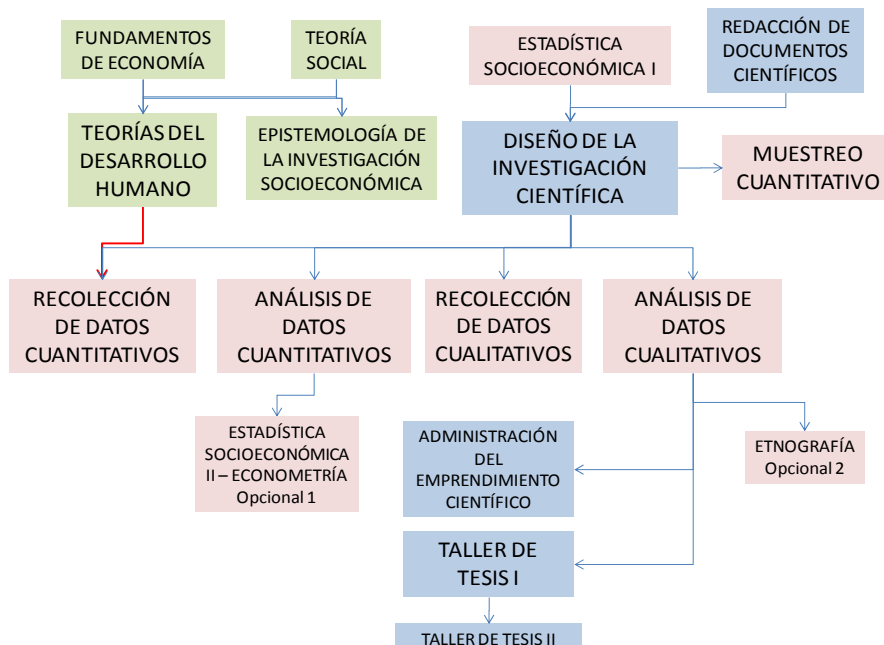 FUNDAMENTOS
DE ECONOMÍA
TEORÍA
SOCIAL
ESTADÍSTICA
SOCIOECONÓMICA I
REDACCIÓN DE
DOCUMENTOS
CIENTÍFICOS
TEORÍAS DEL
DESARROLLO
HUMANO
EPISTEMOLOGÍA DE
LA INVESTIGACIÓN
SOCIOECONÓMICA
DISEÑO DE LA
INVESTIGACIÓN
CIENTÍFICA
MUESTREO
CUANTITATIVO
RECOLECCIÓN
DE DATOS
CUANTITATIVOS
ANÁLISIS DE
DATOS
CUANTITATIVOS
RECOLECCIÓN
DE DATOS
CUALITATIVOS
ANÁLISIS DE
DATOS
CUALITATIVOS
ESTADÍSTICA
SOCIOECONÓMICA
II – ECONOMETRÍA
Opcional 1
ADMINISTRACIÓN
DEL
EMPRENDIMIENTO
CIENTÍFICO
ETNOGRAFÍA
Opcional 2
TALLER DE
TESIS I
TALLER DE TESIS II